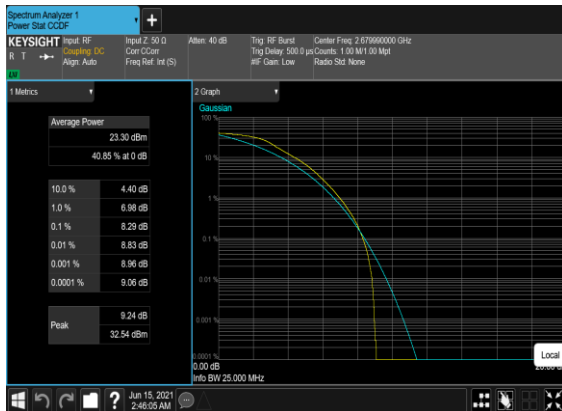 Spectrum Analyzer 1
Power Stat CCDF
+
KEYSIGHT
R T
Input: RF
Coupling: DC
Align: Auto
Input Z: 50 Ω
Corr CCorr
Freq Ref: Int (S)
Atten: 40 dB
Trig: RF Burst
Trig Delay: 500.0 µs
#IF Gain: Low
Center Freq: 2.679990000 GHz
Counts: 1.00 M/1.00 Mpt
Radio Std: None
1 Metrics
Average Power
23.30 dBm
40.85 % at 0 dB
10.0 % 4.40 dB
1.0 % 6.98 dB
0.1 % 8.29 dB
0.01 % 8.83 dB
0.001 % 8.96 dB
0.0001 % 9.06 dB
Peak
9.24 dB
32.54 dBm
2 Graph
Gaussian
100 %
10 %
1 %
0.1 %
0.01 %
0.001 %
0.0001 %
0.00 dB
Info BW 25.000 MHz
Local
?
Jun 15, 2021
2:46:05 AM